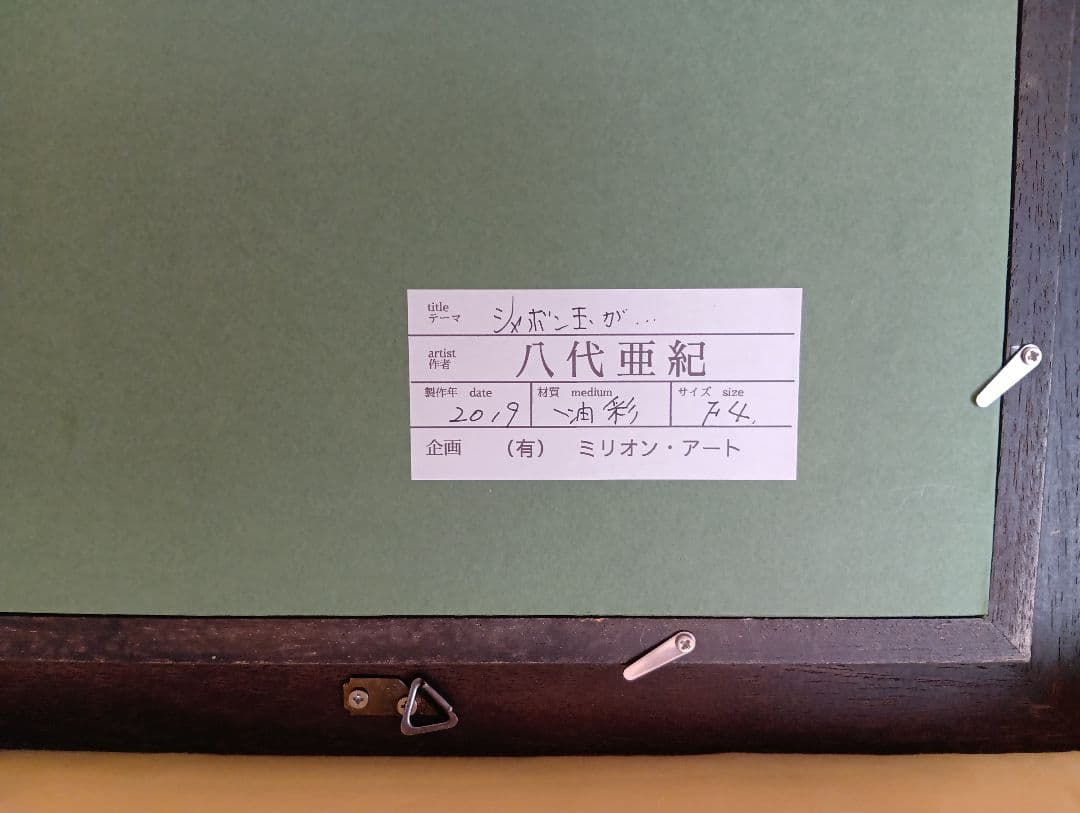 title
テーマ シャボン玉が...
artist
作者 八代亜紀
製作年 date 材質 medium サイズ size
2019 油彩 F4.
企画 （有） ミリオン・アート